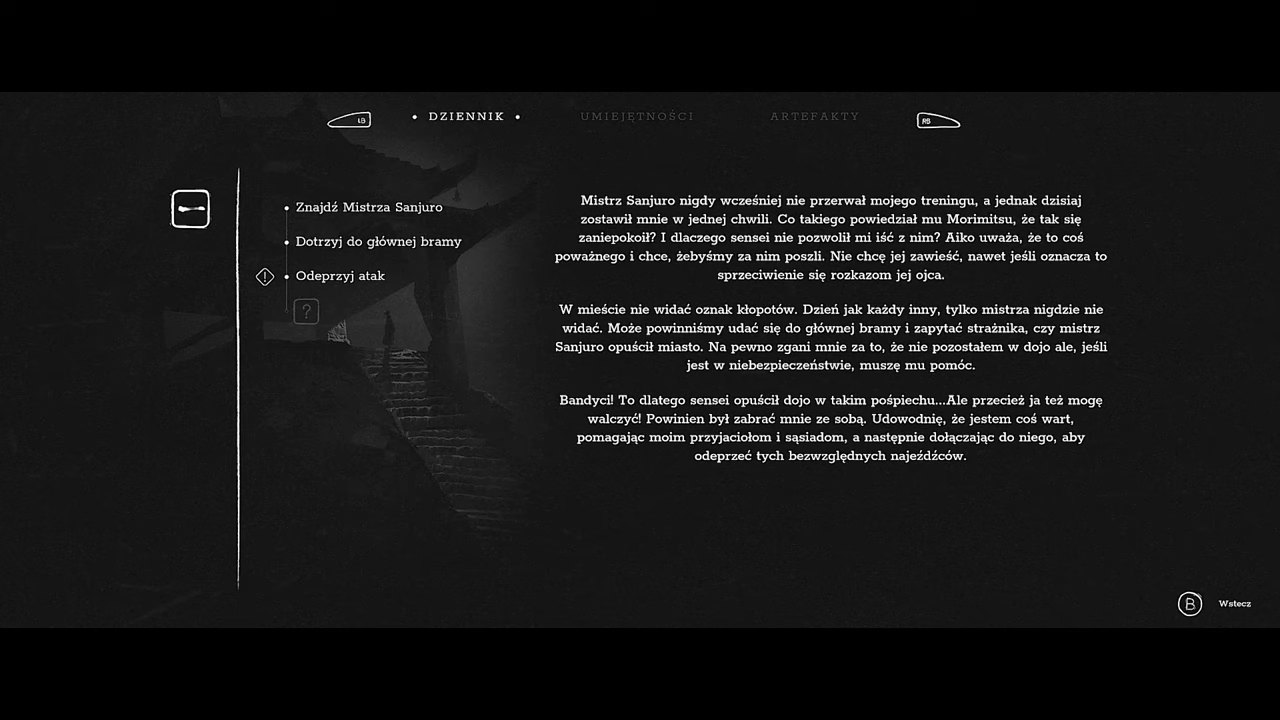 LB
DZIENNIK
UMIEJĘTNOŚCI
ARTEFAKTY
RB
Znajdź Mistrza Sanjuro
Dotrzyj do głównej bramy
!
Odeprzyj atak
?
Mistrz Sanjuro nigdy wcześniej nie przerwał mojego treningu, a jednak dzisiaj
zostawił mnie w jednej chwili. Co takiego powiedział mu Morimitsu, że tak się
zaniepokoił? I dlaczego sensei nie pozwolił mi iść z nim? Aiko uważa, że to coś
poważnego i chce, żebyśmy za nim poszli. Nie chcę jej zawieść, nawet jeśli oznacza to
sprzeciwienie się rozkazom jej ojca.
W mieście nie widać oznak kłopotów. Dzień jak każdy inny, tylko mistrza nigdzie nie
widać. Może powinniśmy udać się do głównej bramy i zapytać strażnika, czy mistrz
Sanjuro opuścił miasto. Na pewno zgani mnie za to, że nie pozostałem w dojo ale, jeśli
jest w niebezpieczeństwie, muszę mu pomóc.
Bandyci! To dlatego sensei opuścił dojo w takim pośpiechu...Ale przecież ja też mogę
walczyć! Powinien był zabrać mnie ze sobą. Udowodnię, że jestem coś wart,
pomagając moim przyjaciołom i sąsiadom, a następnie dołączając do niego, aby
odeprzeć tych bezwzględnych najeźdźców.
B
Wstecz